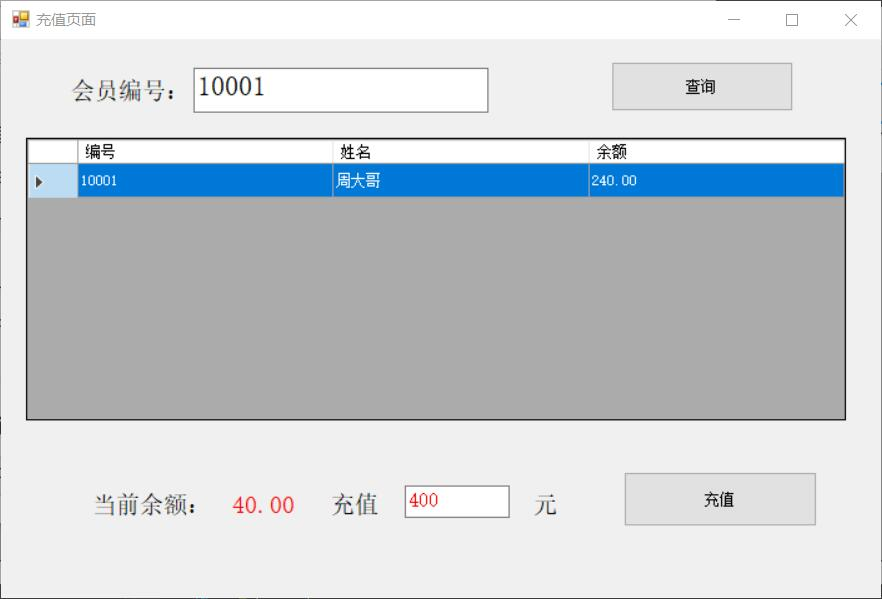 充值页面
会员编号： 10001 查询
编号 姓名 余额
10001 周大哥 240.00
当前余额： 40.00 充值 400 元 充值